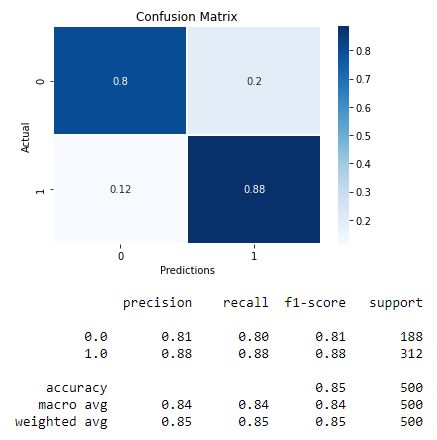 Confusion Matrix
0.8
0.8 0.2
0.7
0
0.6
Actual
0.5
0.4
1
0.12 0.88
0.3
0.2
0 1
Predictions
precision recall f1-score support
0.0 0.81 0.80 0.81 188
1.0 0.88 0.88 0.88 312
accuracy 0.85 500
macro avg 0.84 0.84 0.84 500
weighted avg 0.85 0.85 0.85 500